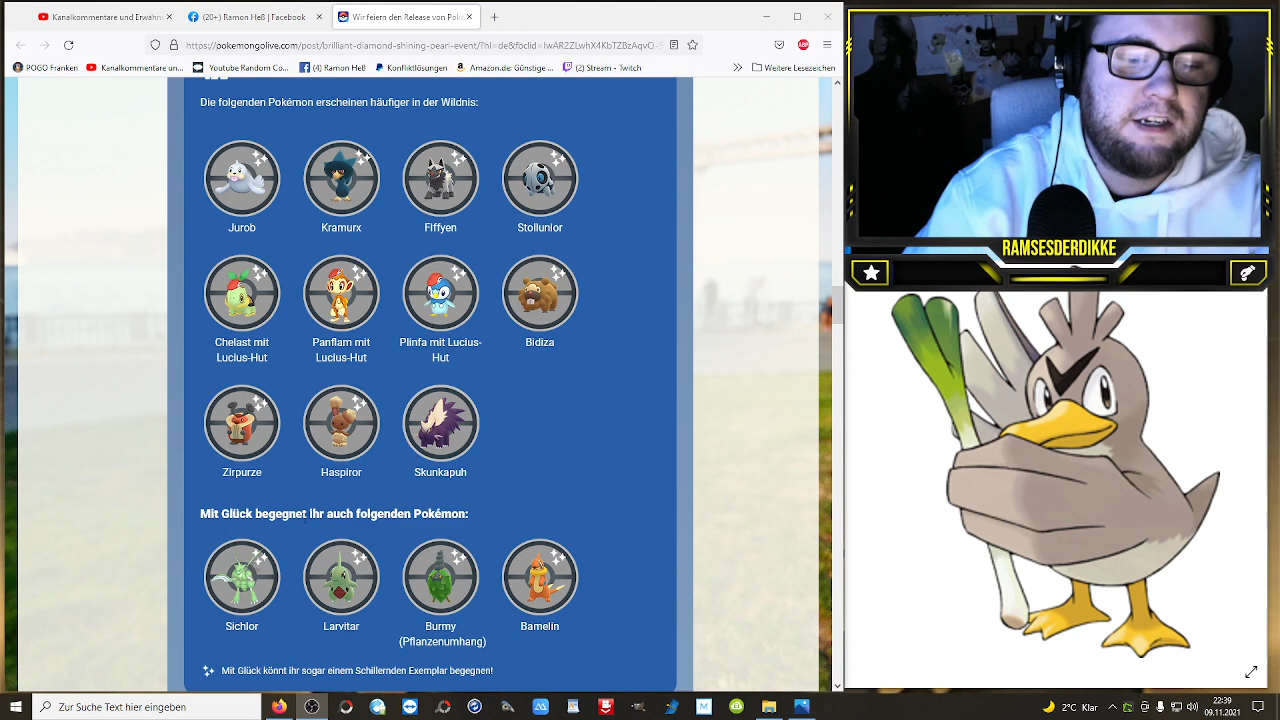 Kanalkommentare und Erwähn
(20+) Ramon Heß | Facebook
Wir feiern den Release von Poké
https://pokemongolive.com/post/brilliant-diamond-shining-pearl-event/?hl=de&fbclid=
POGO Franken
Kanalkommentare un...
Youtube Random Co...
(4) Ramon Heß
Konfliktlösungen
Amazon.de: Günstige ...
(2) Stream - Twitch
Weitere Lesezeichen
ABP
Die folgenden Pokémon erscheinen häufiger in der Wildnis:
Jurob
Kramurx
Fiffyen
Stollunior
Chelast mit
Lucius-Hut
Panflam mit
Lucius-Hut
Plinfa mit Lucius-
Hut
Bidiza
Zirpurze
Haspiror
Skunkapuh
Mit Glück begegnet ihr auch folgenden Pokémon:
Sichlor
Larvitar
Burmy
(Pflanzenumhang)
Bamelin
Mit Glück könnt ihr sogar einem Schillernden Exemplar begegnen!
RAMSESDERDIKKE
Zur Suche Text hier eingeben
2°C Klar
22:39
09.11.2021